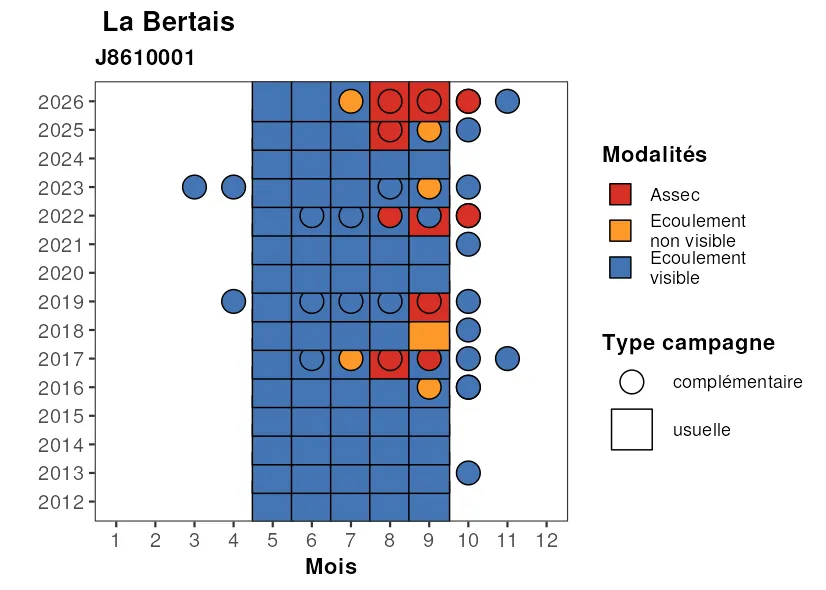 La Bertais
J8610001
2026
2025
2024
2023
2022
2021
2020
2019
2018
2017
2016
2015
2014
2013
2012
1 2 3 4 5 6 7 8 9 10 11 12
Mois
Modalités
Assec
Ecoulement
non visible
Ecoulement
visible
Type campagne
complémentaire
usuelle